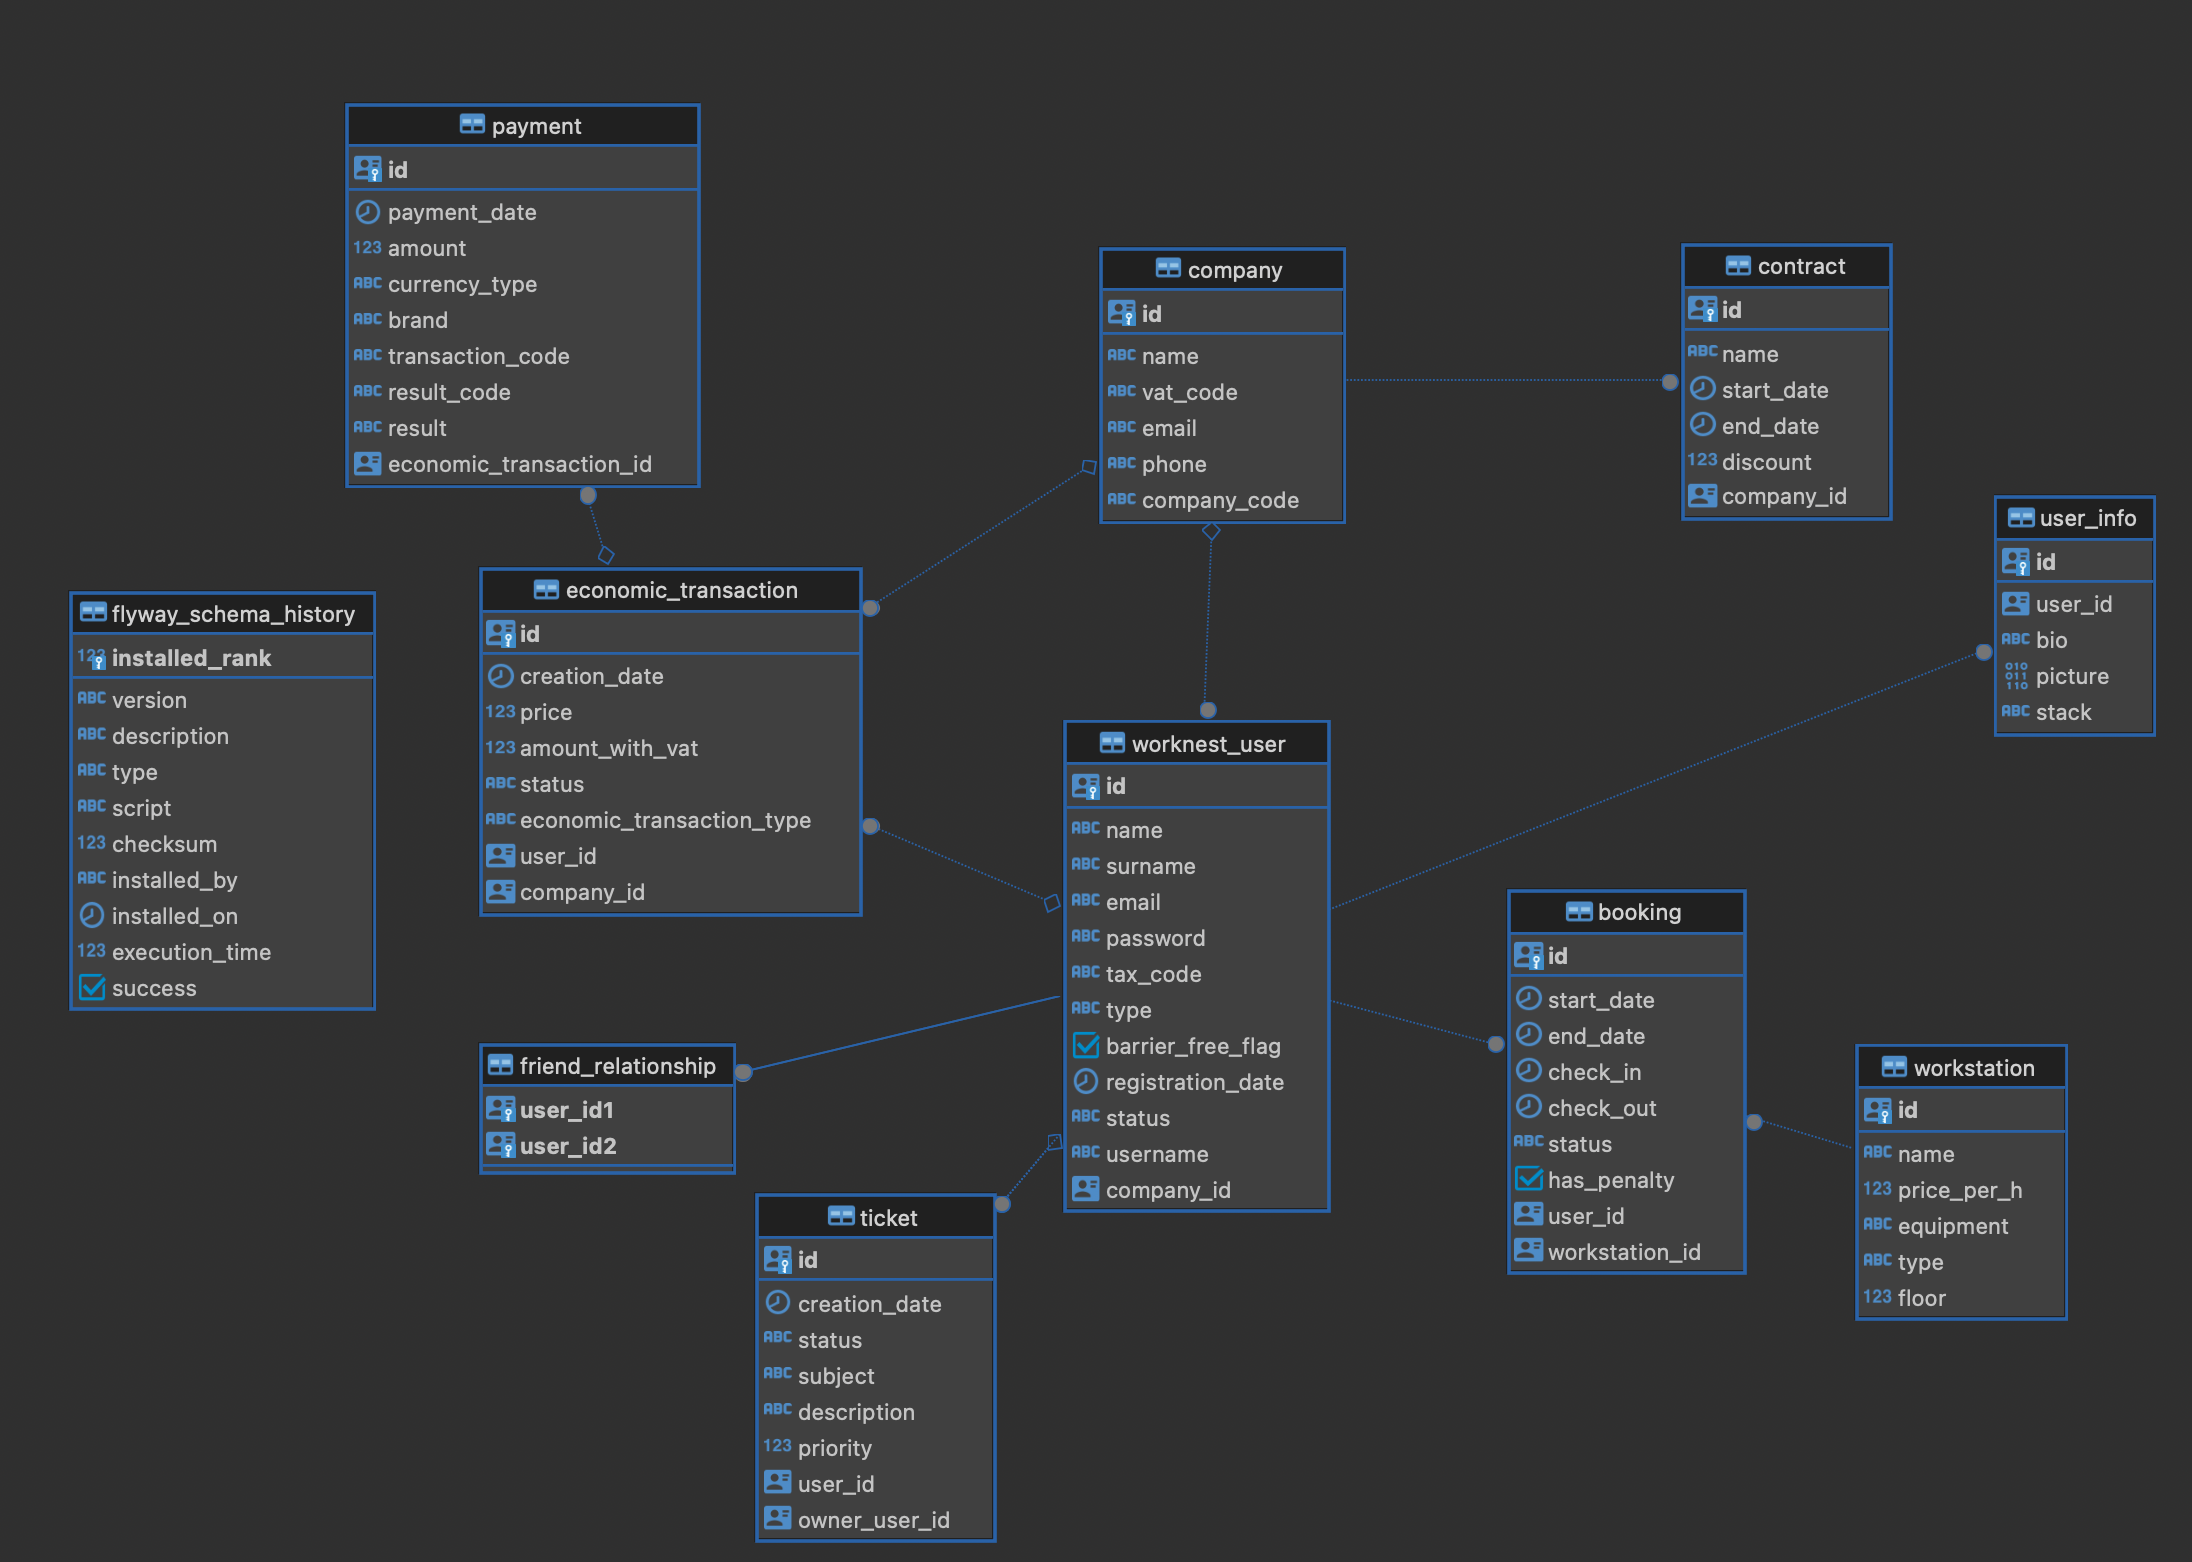 payment
id
payment_date
123 amount
ABC currency_type
ABC brand
ABC transaction_code
ABC result_code
ABC result
economic_transaction_id
company
id
ABC name
ABC vat_code
ABC email
ABC phone
ABC company_code
contract
id
ABC name
start_date
end_date
123 discount
company_id
user_info
id
user_id
ABC bio
010 011 110 picture
ABC stack
flyway_schema_history
123 installed_rank
ABC version
ABC description
ABC type
ABC script
123 checksum
ABC installed_by
installed_on
123 execution_time
success
economic_transaction
id
creation_date
123 price
123 amount_with_vat
ABC status
ABC economic_transaction_type
user_id
company_id
worknest_user
id
ABC name
ABC surname
ABC email
ABC password
ABC tax_code
ABC type
barrier_free_flag
registration_date
ABC status
ABC username
company_id
booking
id
start_date
end_date
check_in
check_out
ABC status
has_penalty
user_id
workstation_id
workstation
id
ABC name
123 price_per_h
ABC equipment
ABC type
123 floor
friend_relationship
user_id1
user_id2
ticket
id
creation_date
ABC status
ABC subject
ABC description
123 priority
user_id
owner_user_id